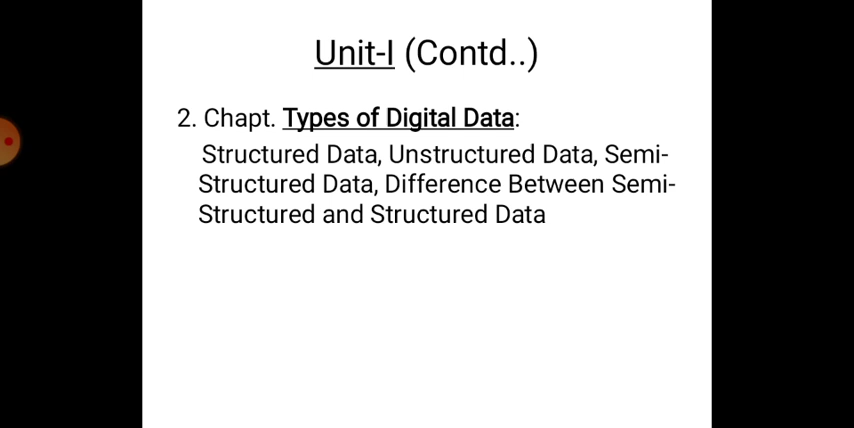 Unit-I (Contd..)
2. Chapt. Types of Digital Data:
Structured Data, Unstructured Data, Semi-
Structured Data, Difference Between Semi-
Structured and Structured Data